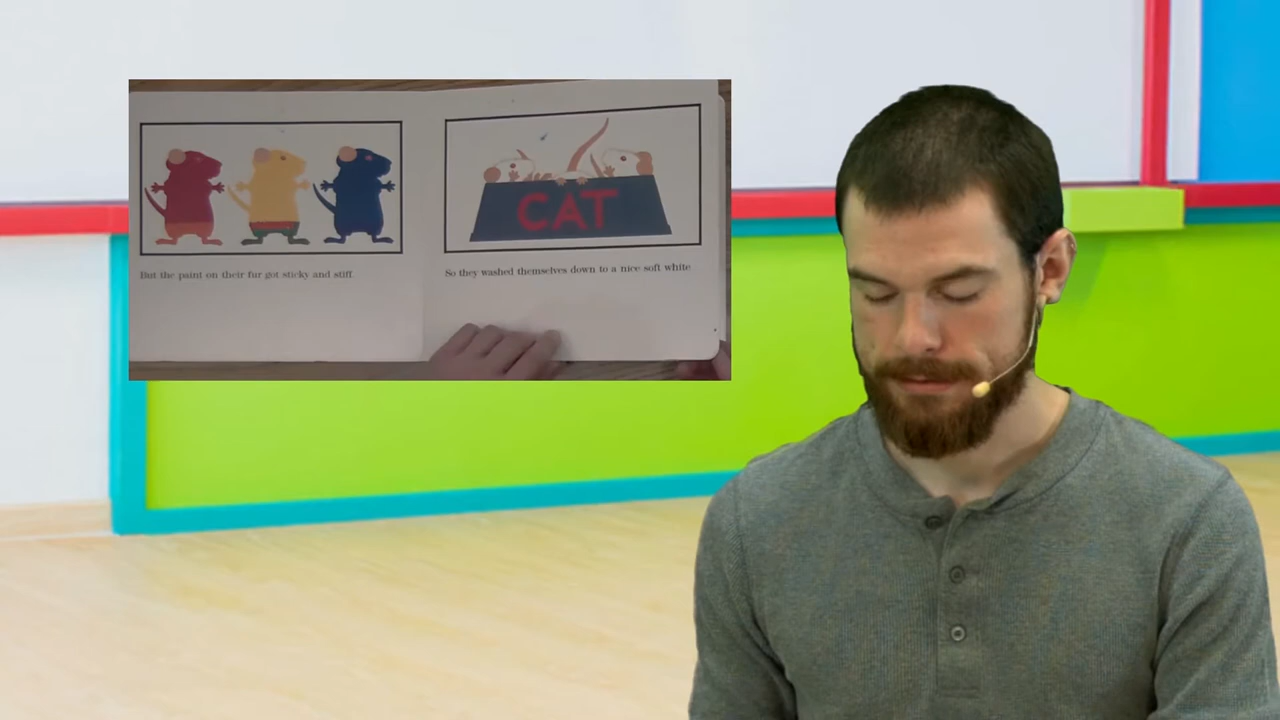 But the paint on their fur got sticky and stiff.
CAT
So they washed themselves down to a nice soft white